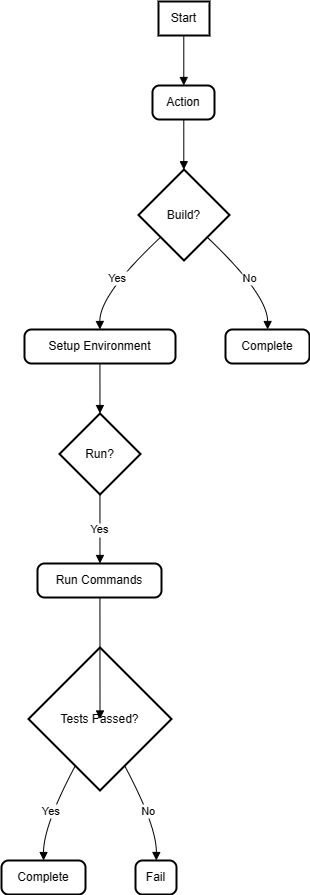 Start
Action
Build?
Yes
No
Setup Environment
Complete
Run?
Yes
Run Commands
Tests Passed?
Yes
No
Complete
Fail